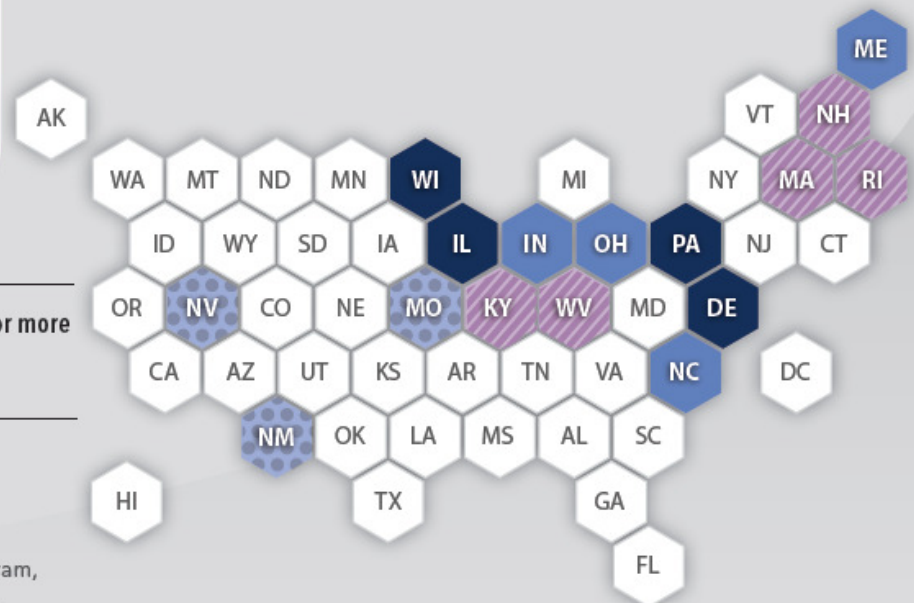 ME
AK VT NH
WA MT ND MN WI MI NY MA RI
ID WY SD IA IL IN OH PA NJ CT
OR NV CO NE MO KY WV MD DE
or more
CA AZ UT KS AR TN VA NC DC
NM OK LA MS AL SC
HI TX GA
FL